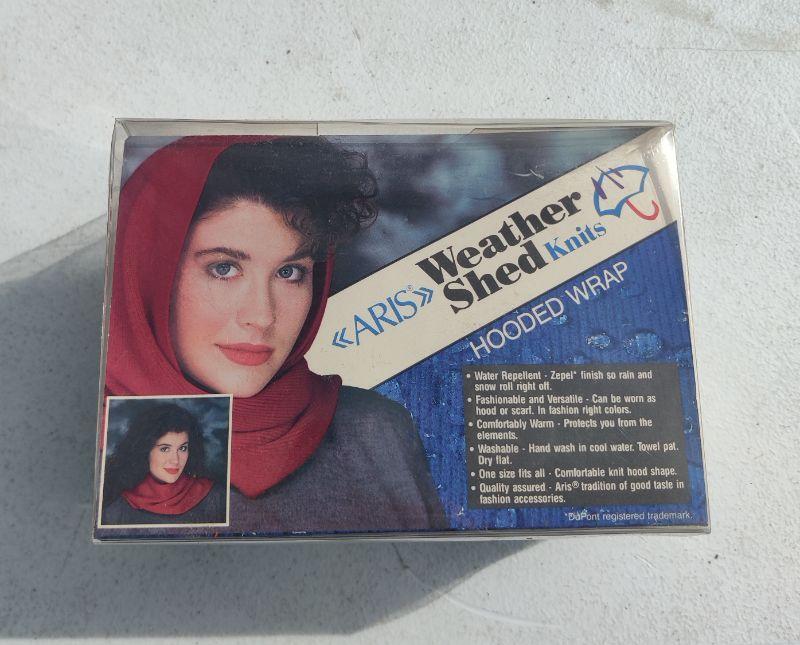 «ARIS®»
Weather
Shed Knits
HOODED WRAP
• Water Repellent - Zepel* finish so rain and
snow roll right off.
• Fashionable and Versatile - Can be worn as
hood or scarf. In fashion right colors.
• Comfortably Warm - Protects you from the
elements.
• Washable - Hand wash in cool water. Towel pat.
Dry flat.
• One size fits all - Comfortable knit hood shape.
• Quality assured - Aris® tradition of good taste in
fashion accessories.
*DuPont registered trademark.